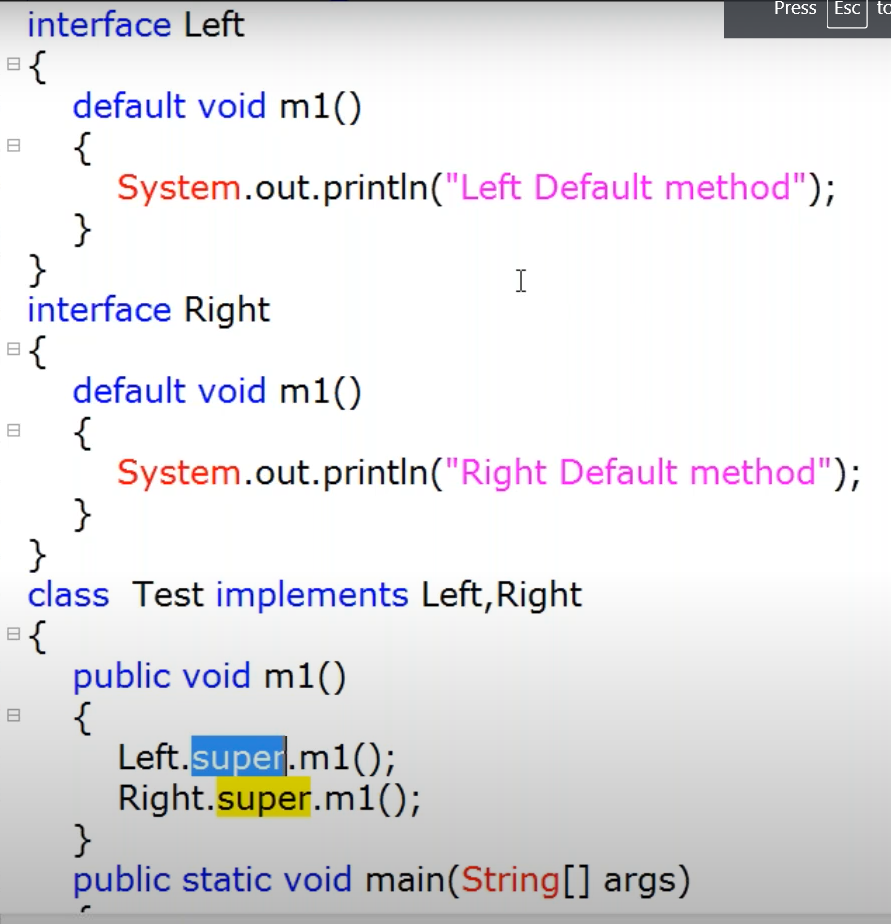 Press Esc to
interface Left
{
default void m1()
{
System.out.println("Left Default method");
}
}
interface Right
{
default void m1()
{
System.out.println("Right Default method");
}
}
class  Test implements Left,Right
{
public void m1()
{
Left.super.m1();
Right.super.m1();
}
public static void main(String[] args)
{